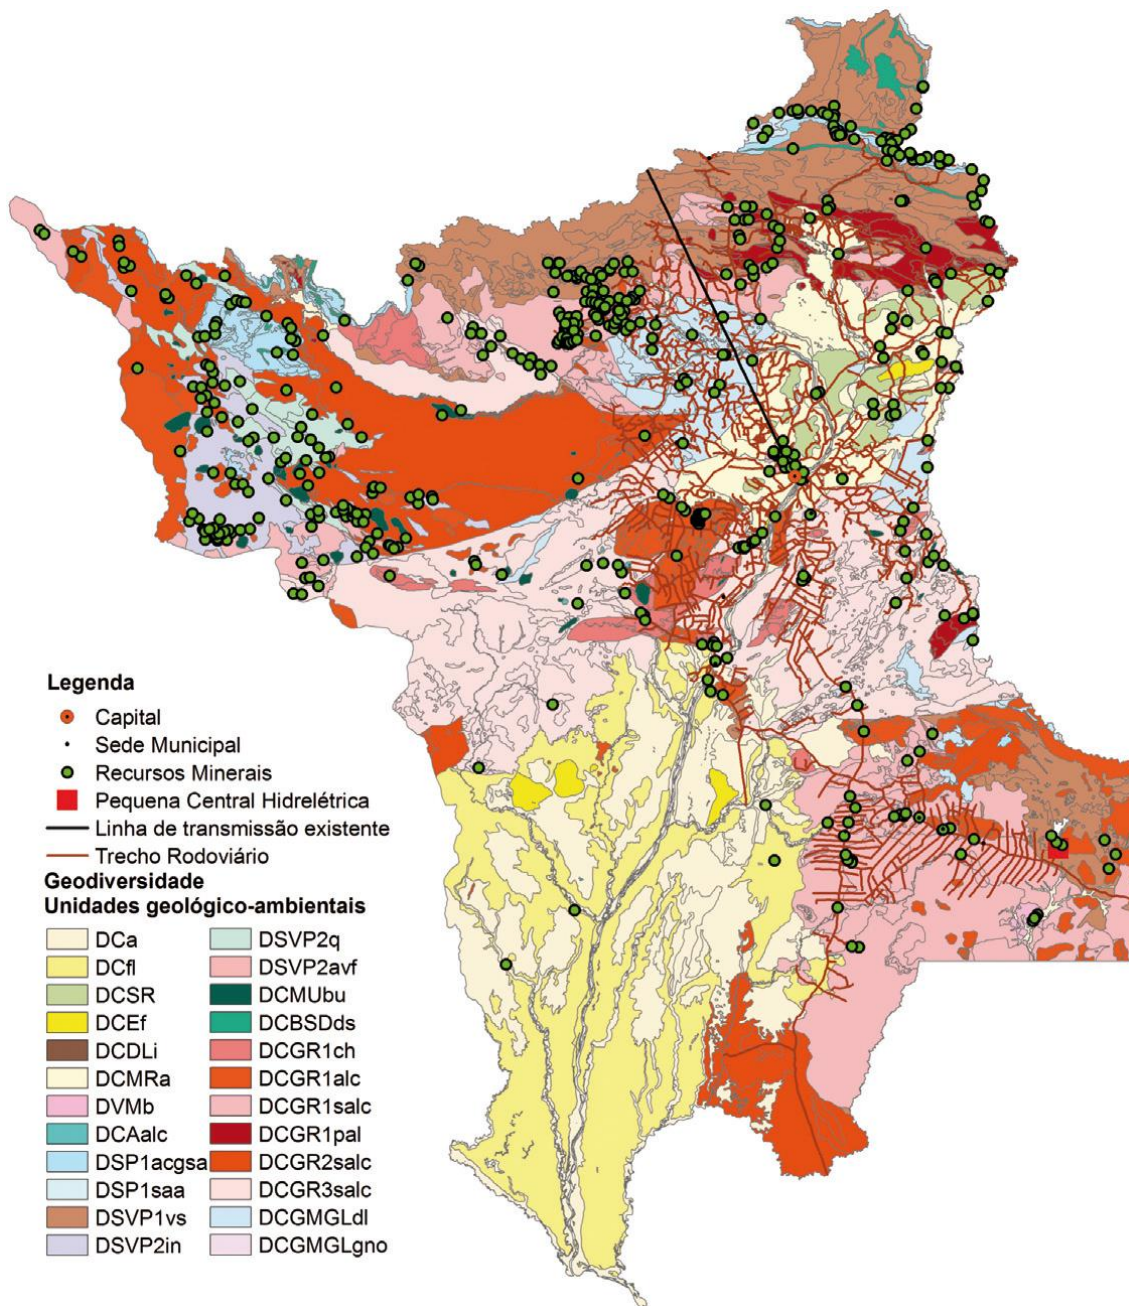 Legenda
Capital
Sede Municipal
Recursos Minerais
Pequena Central Hidrelétrica
Linha de transmissão existente
Trecho Rodoviário
Geodiversidade
Unidades geológico-ambientais
DCa
DCfl
DCSR
DCEf
DCDLi
DCMRa
DVMb
DCAalc
DSP1acgsa
DSP1saa
DSVP1vs
DSVP2in
DSVP2q
DSVP2avf
DCMUbu
DCBSDds
DCGR1ch
DCGR1alc
DCGR1salc
DCGR1pal
DCGR2salc
DCGR3salc
DCGMGLdl
DCGMGLgno